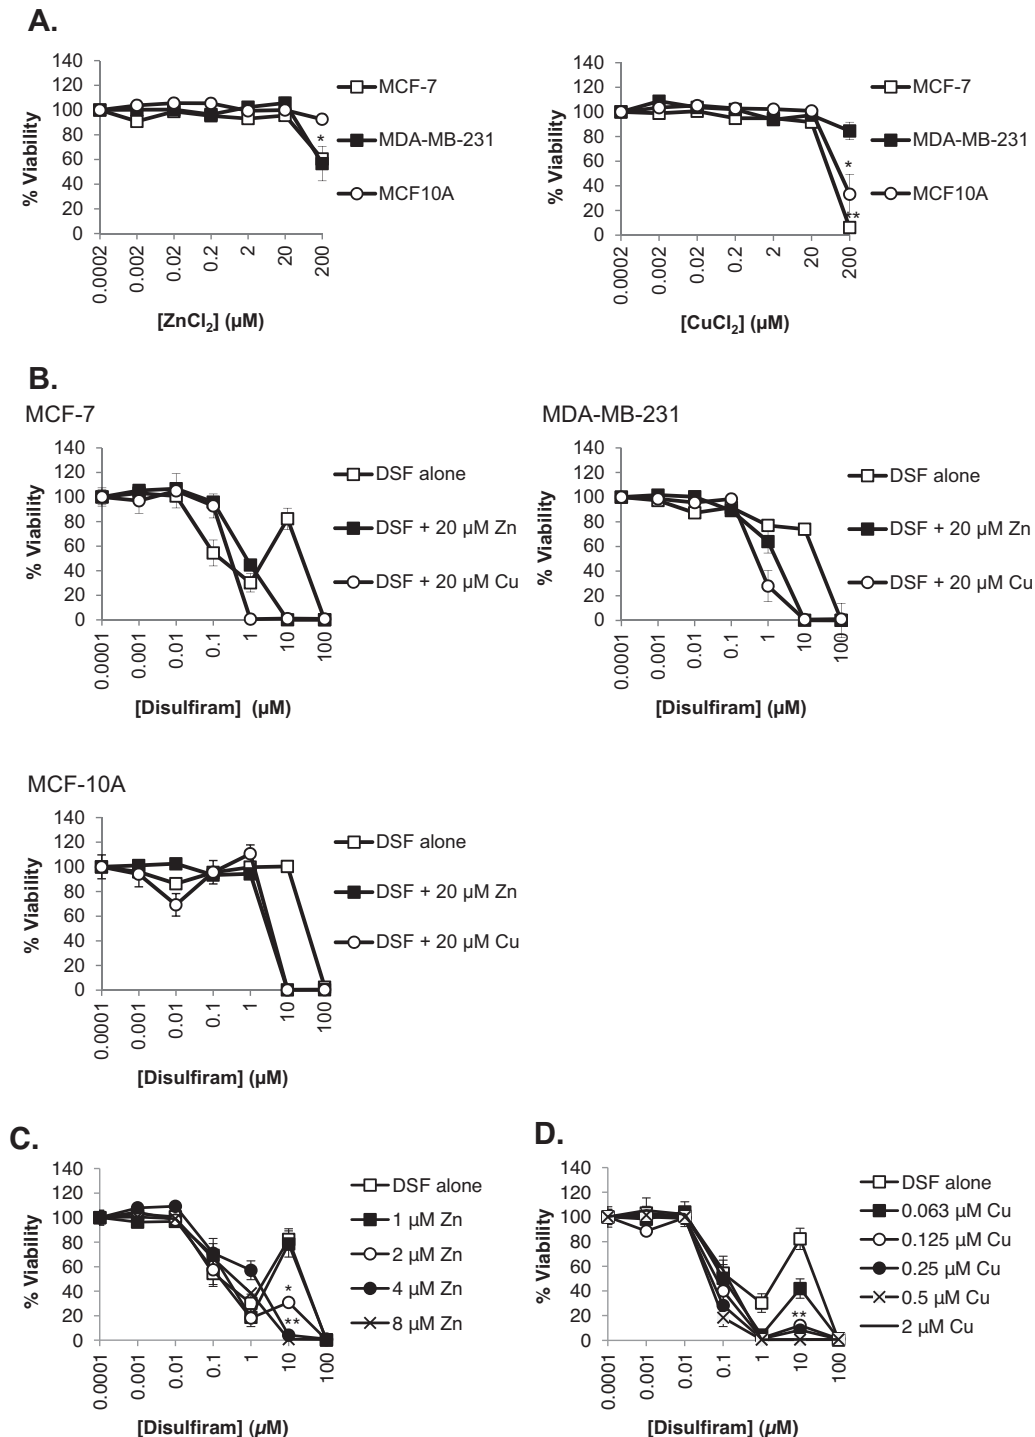 A.
140
120
100
80
60
40
20
0
% Viability
0.0002
0.002
0.02
0.2
2
20
200
[ZnCl2] (µM)
*
MCF-7
MDA-MB-231
MCF10A
140
120
100
80
60
40
20
0
% Viability
0.0002
0.002
0.02
0.2
2
20
200
[CuCl2] (µM)
*
**
MCF-7
MDA-MB-231
MCF10A
B.
MCF-7
140
120
100
80
60
40
20
0
% Viability
0.0001
0.001
0.01
0.1
1
10
100
[Disulfiram] (µM)
DSF alone
DSF + 20 µM Zn
DSF + 20 µM Cu
MDA-MB-231
140
120
100
80
60
40
20
0
% Viability
0.0001
0.001
0.01
0.1
1
10
100
[Disulfiram] (µM)
DSF alone
DSF + 20 µM Zn
DSF + 20 µM Cu
MCF-10A
140
120
100
80
60
40
20
0
% Viability
0.0001
0.001
0.01
0.1
1
10
100
[Disulfiram] (µM)
DSF alone
DSF + 20 µM Zn
DSF + 20 µM Cu
C.
140
120
100
80
60
40
20
0
% Viability
0.0001
0.001
0.01
0.1
1
10
100
[Disulfiram] (µM)
*
**
DSF alone
1 µM Zn
2 µM Zn
4 µM Zn
8 µM Zn
D.
140
120
100
80
60
40
20
0
% Viability
0.0001
0.001
0.01
0.1
1
10
100
[Disulfiram] (µM)
**
DSF alone
0.063 µM Cu
0.125 µM Cu
0.25 µM Cu
0.5 µM Cu
2 µM Cu